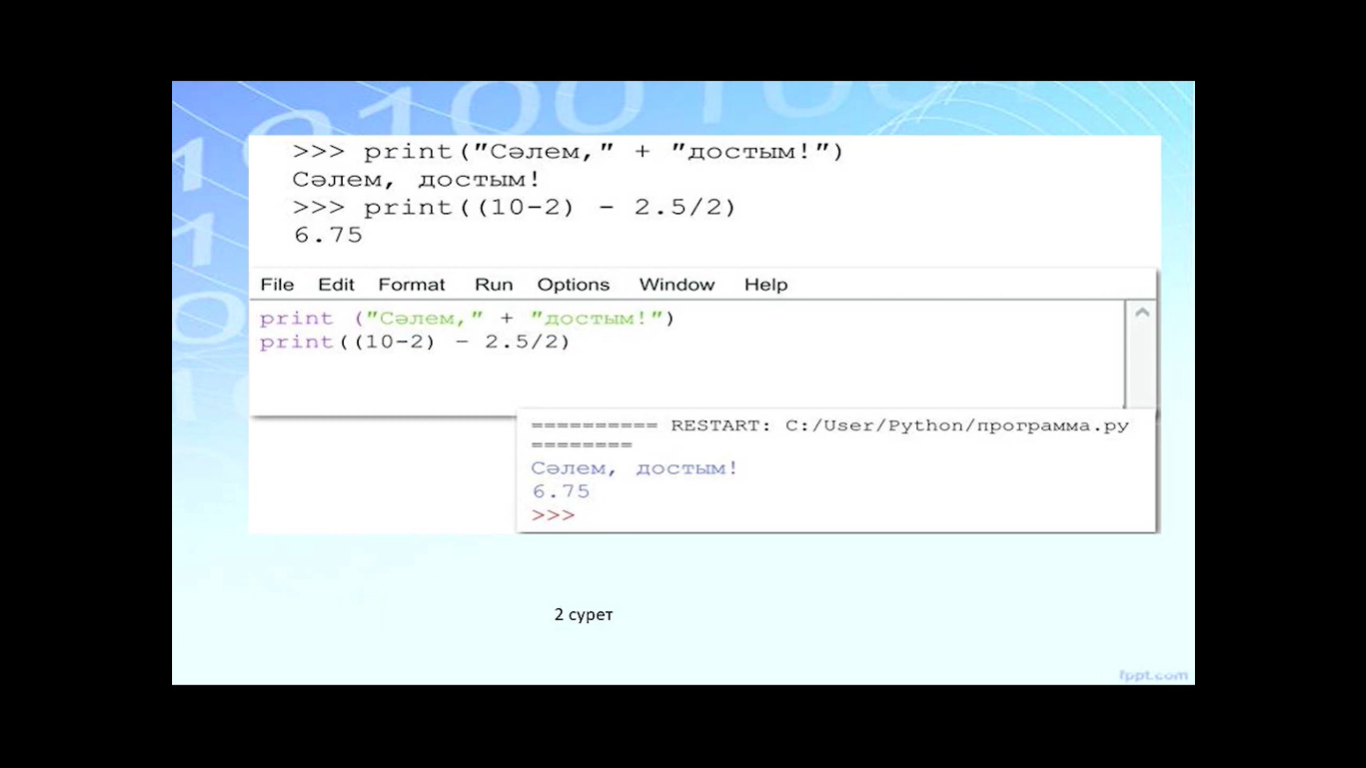 >>> print("Сәлем," + "достым!")
Сәлем, достым!
>>> print((10-2) - 2.5/2)
6.75
File Edit Format Run Options Window Help
print ("Сәлем," + "достым!")
print((10-2) - 2.5/2)
========== RESTART: C:/User/Python/программа.py
========
Сәлем, достым!
6.75
>>>
2 сурет
fppt.com